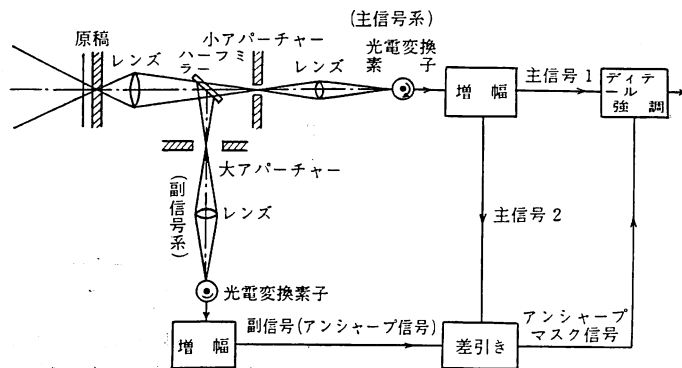 (主信号系)
原稿
レンズ
小アパーチャー
ハーフミ
ラー
レンズ
光電変換
素 子
増 幅
主信号1
ディテ
ール
強 調
大アパーチャー
(副信号系)
レンズ
主信号2
光電変換素子
増 幅
副信号(アンシャープ信号)
差引き
アンシャープ
マスク信号